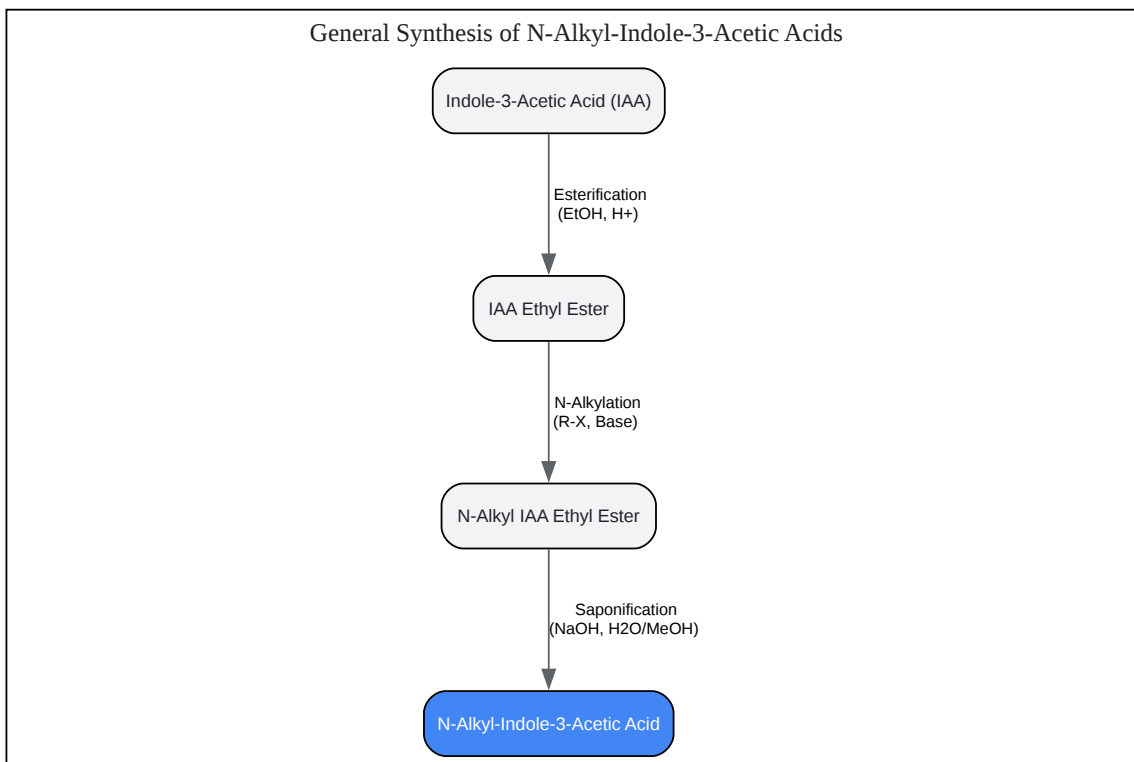 General Synthesis of N-Alkyl-Indole-3-Acetic Acids
Indole-3-Acetic Acid (IAA)
Esterification
(EtOH, H+)
IAA Ethyl Ester
N-Alkylation
(R-X, Base)
N-Alkyl IAA Ethyl Ester
Saponification
(NaOH, H2O/MeOH)
N-Alkyl-Indole-3-Acetic Acid